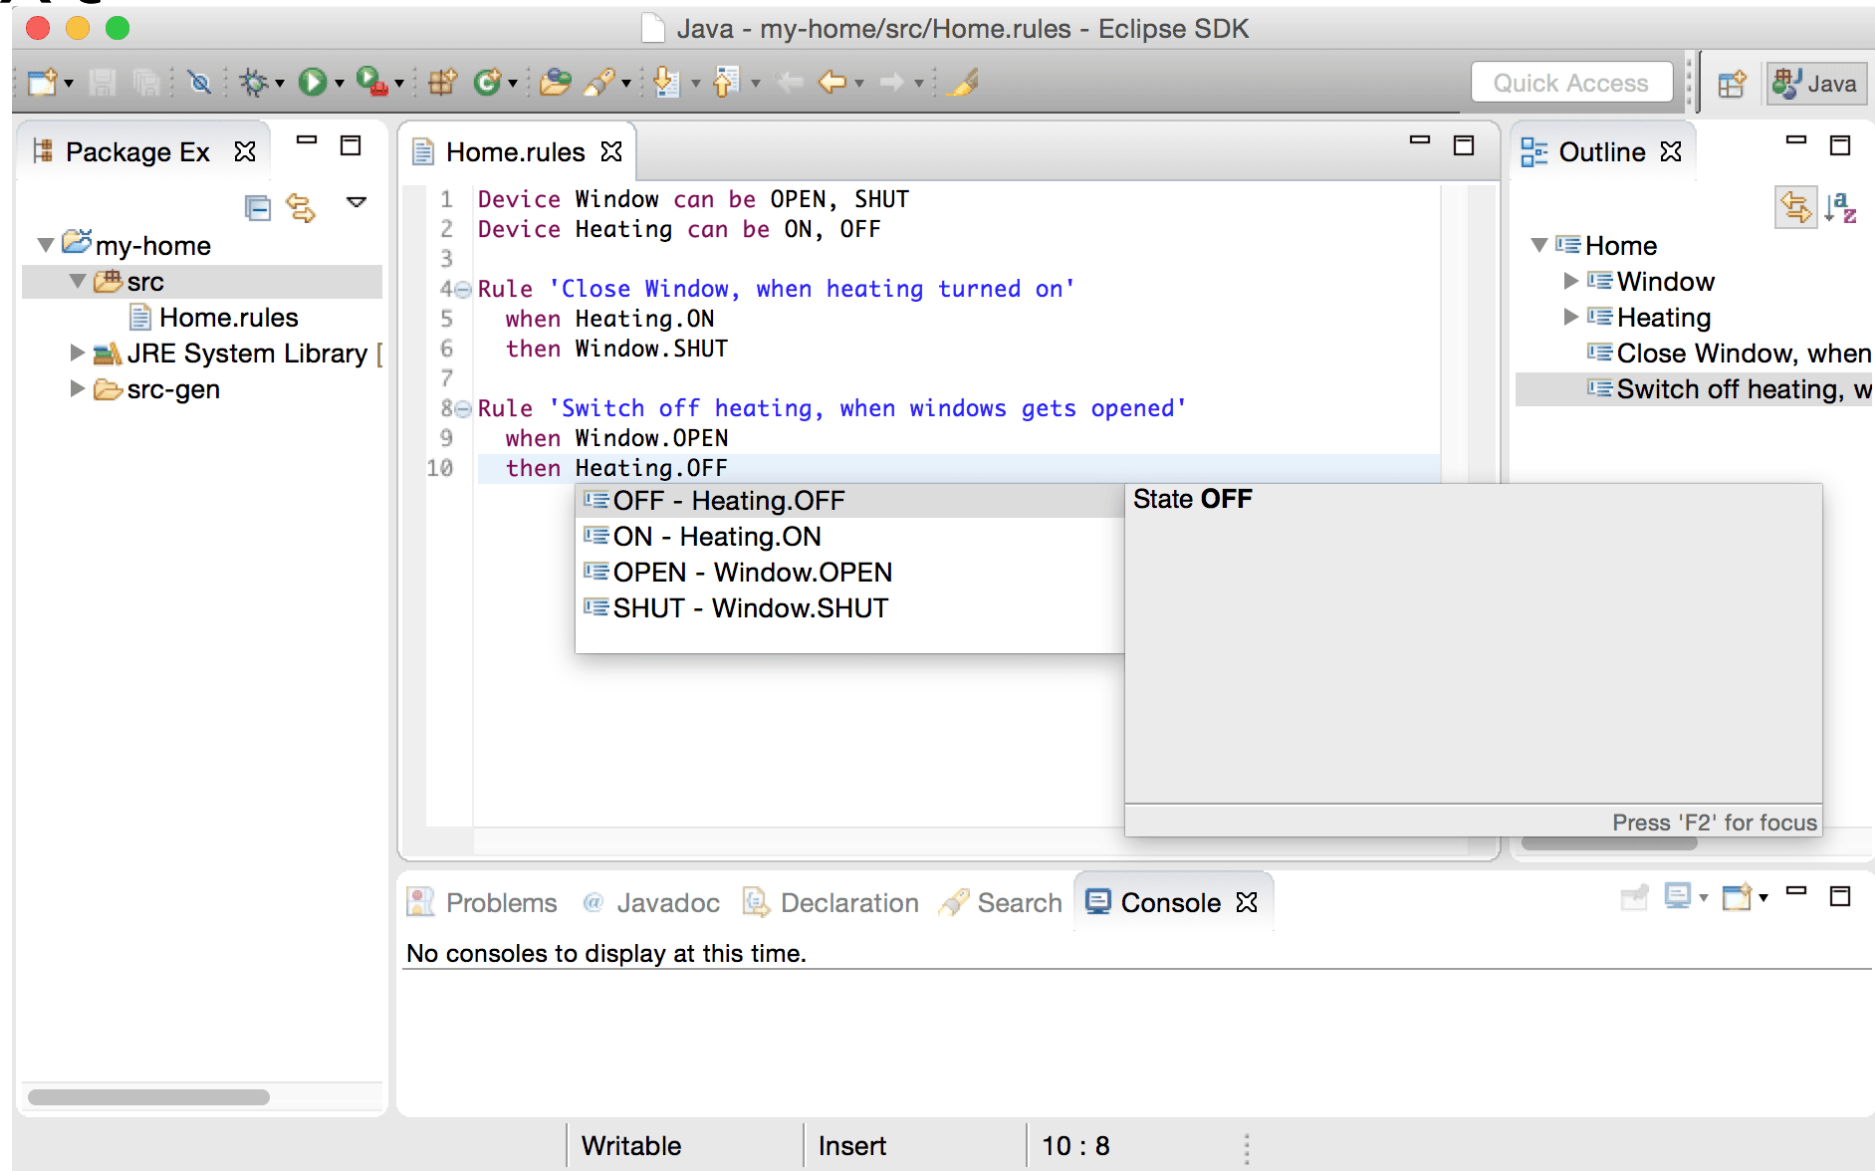 Java - my-home/src/Home.rules - Eclipse SDK
Quick Access
Java
Package Ex
my-home
src
Home.rules
JRE System Library [
src-gen
Home.rules
1 Device Window can be OPEN, SHUT
2 Device Heating can be ON, OFF
3
4 Rule 'Close Window, when heating turned on'
5 when Heating.ON
6 then Window.SHUT
7
8 Rule 'Switch off heating, when windows gets opened'
9 when Window.OPEN
10 then Heating.OFF
OFF - Heating.OFF
ON - Heating.ON
OPEN - Window.OPEN
SHUT - Window.SHUT
State OFF
Press 'F2' for focus
Outline
Home
Window
Heating
Close Window, when
Switch off heating, w
Problems @ Javadoc Declaration Search Console
No consoles to display at this time.
Writable Insert 10 : 8